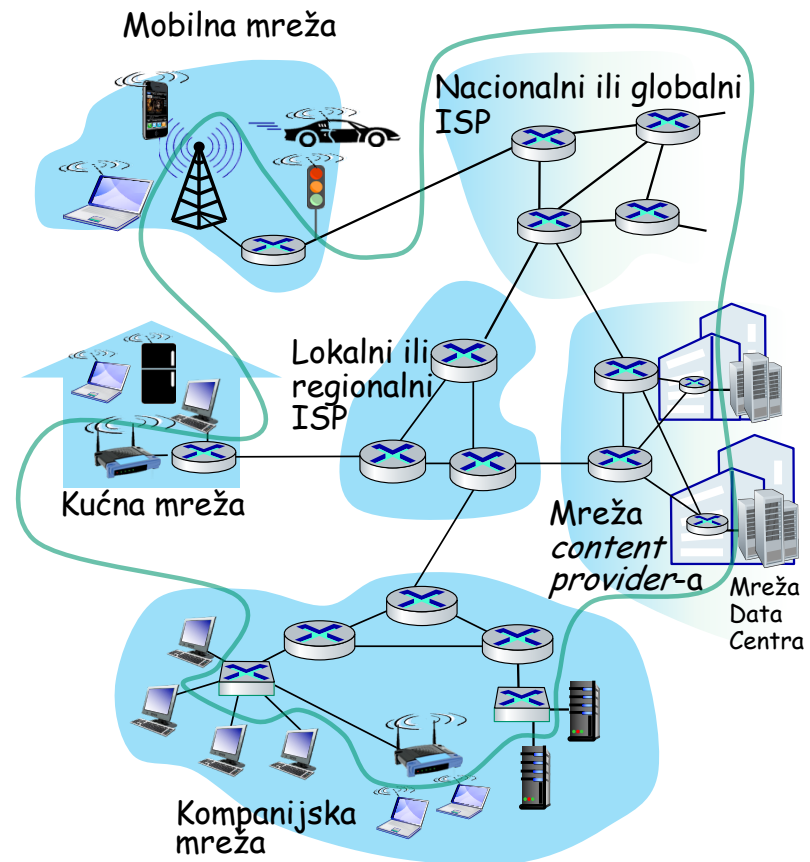 Mobilna mreža
Nacionalni ili globalni
ISP
Lokalni ili
regionalni
ISP
Kućna mreža
Mreža
content
provider-a
Mreža
Data
Centra
Kompanijska
mreža